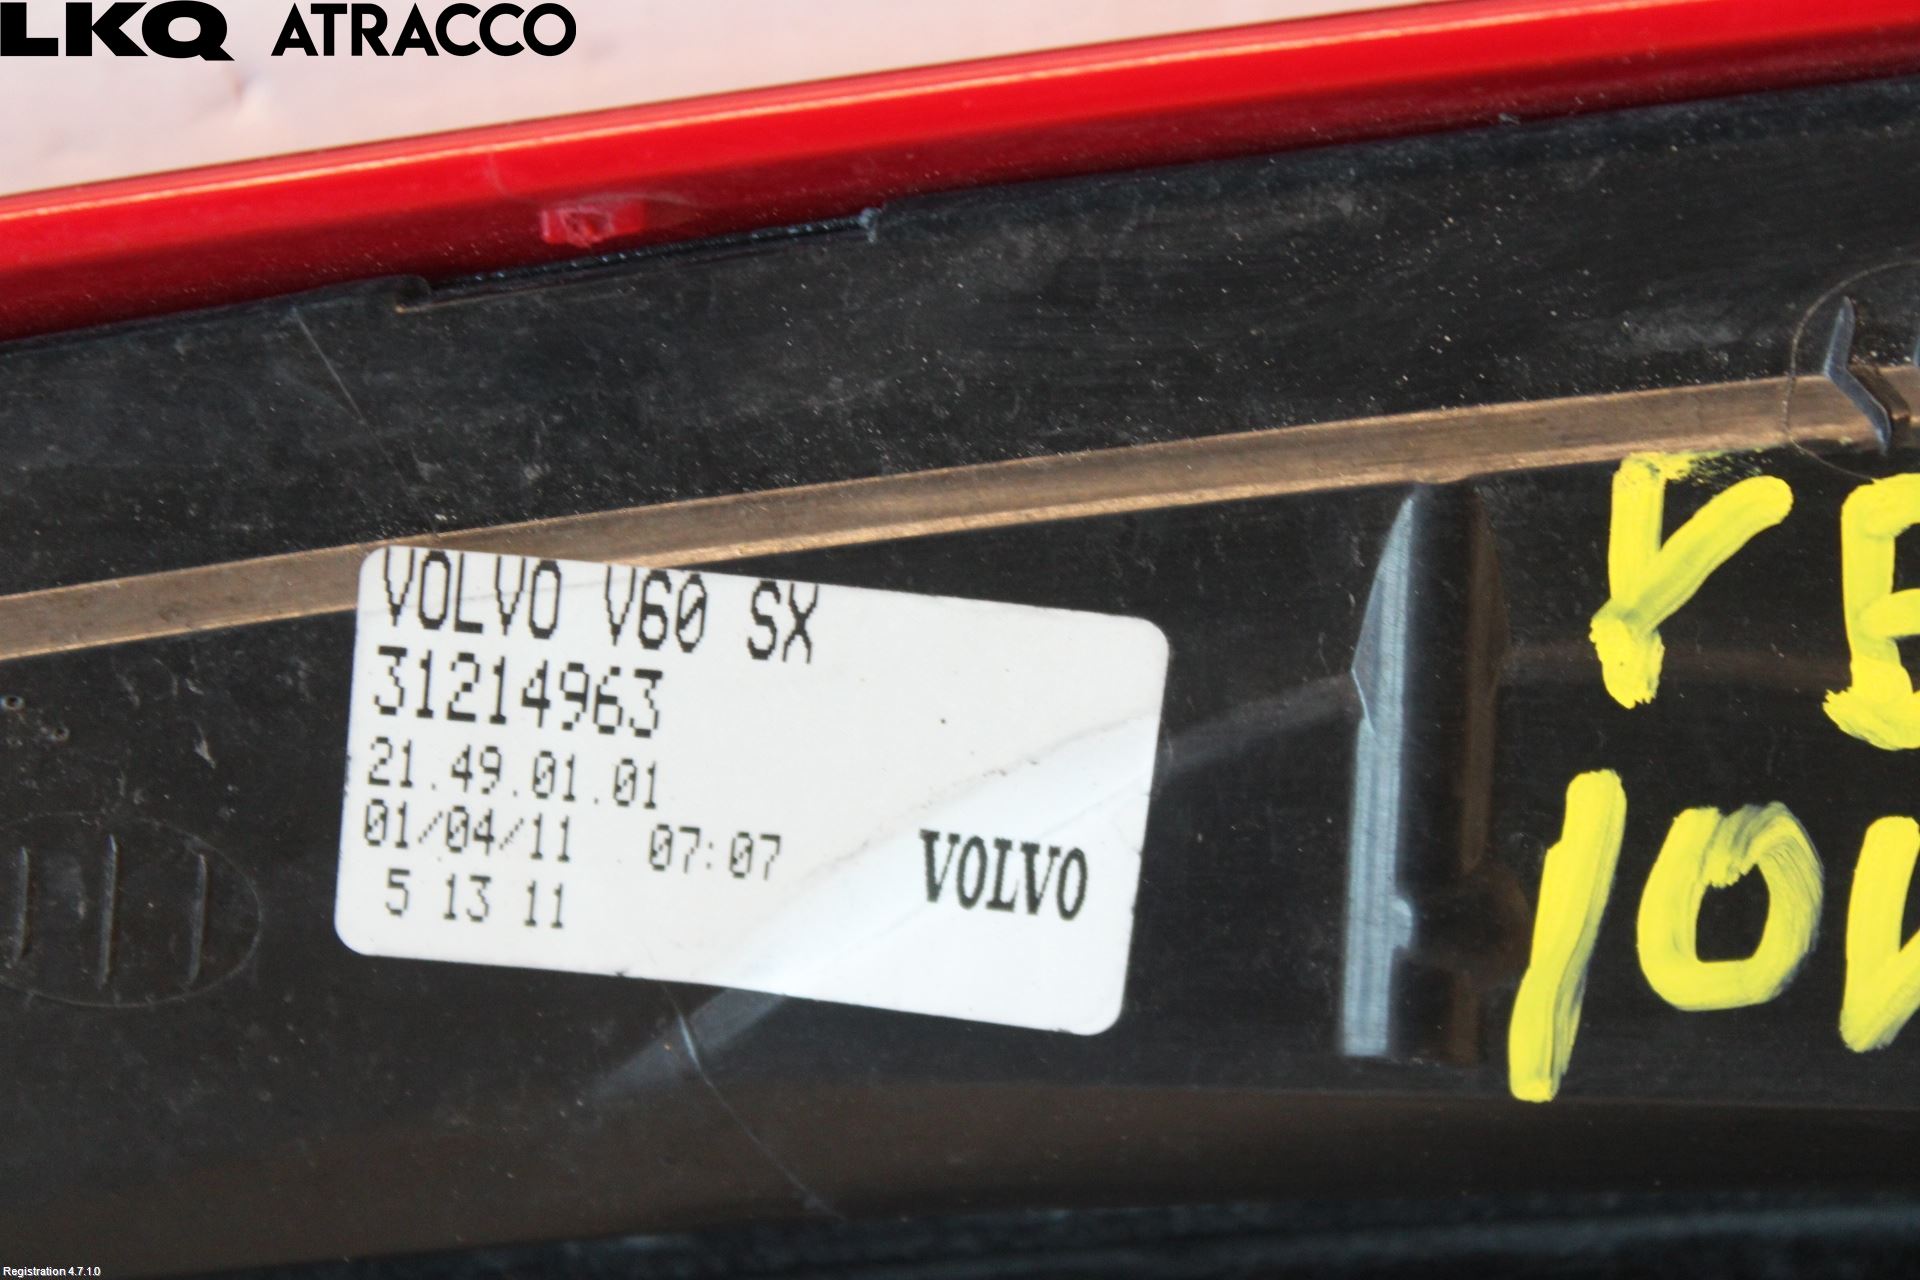 LKQ ATRACCO
VOLVO V60 SX
31214963
21.49.01.01
01/04/11 07:07
5 13 11
VOLVO
Registration 4.7.1.0